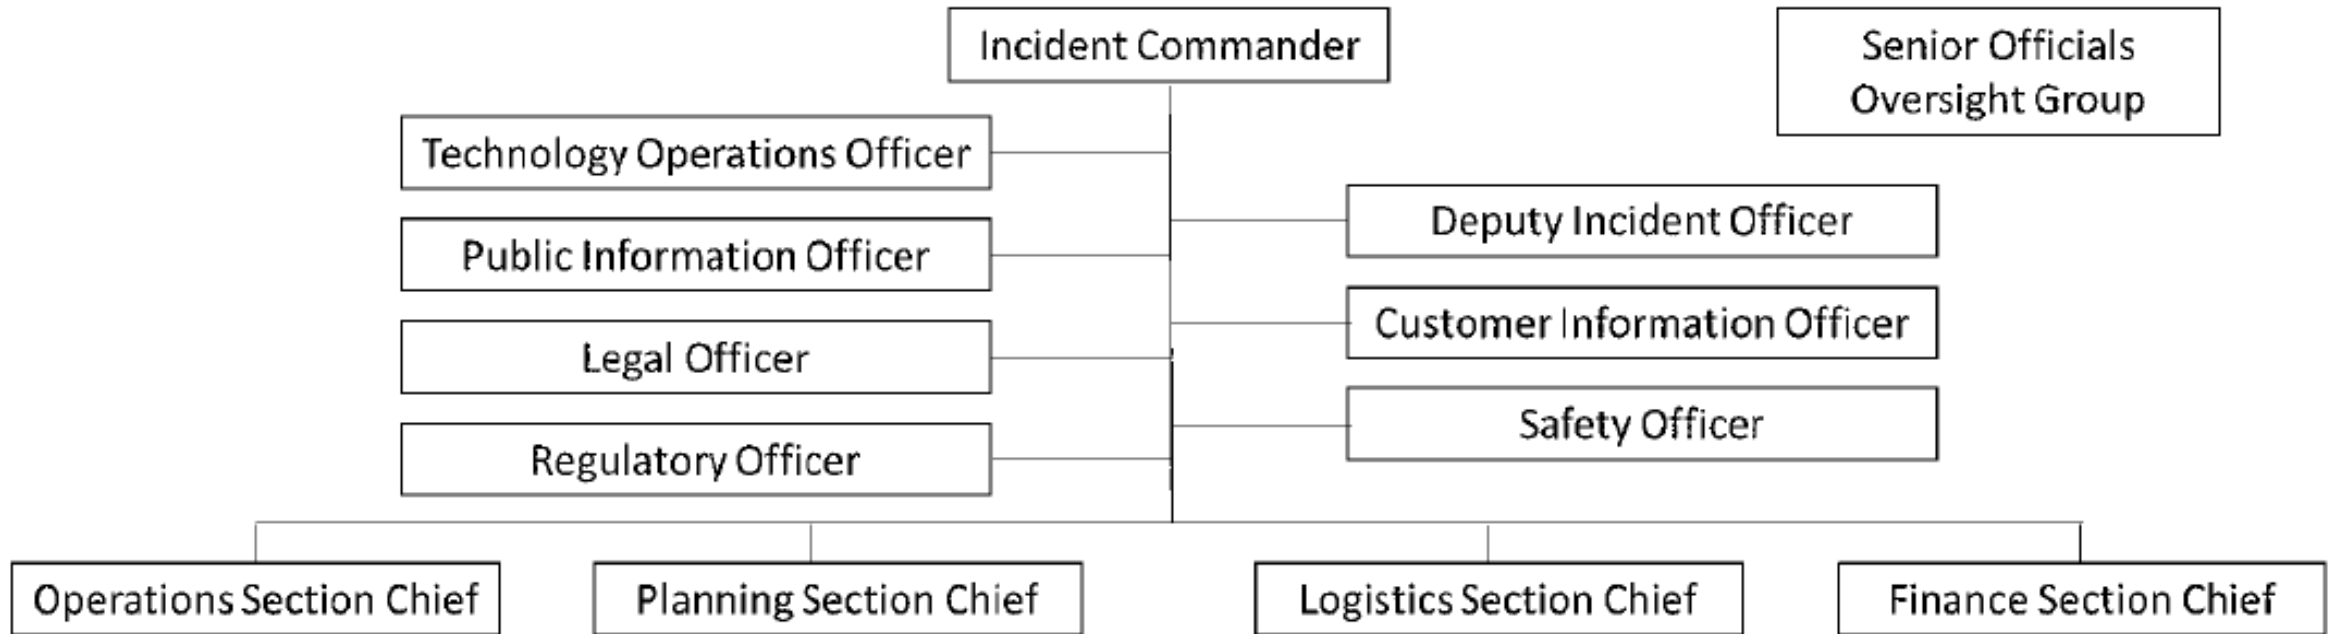 Incident Commander
Senior Officials
Oversight Group
Technology Operations Officer
Deputy Incident Officer
Public Information Officer
Customer Information Officer
Legal Officer
Safety Officer
Regulatory Officer
Operations Section Chief
Planning Section Chief
Logistics Section Chief
Finance Section Chief